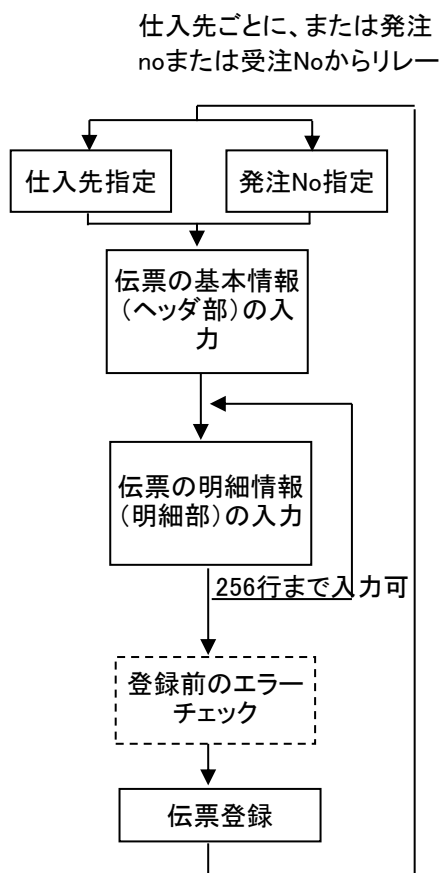 仕入先ごとに、または発注
noまたは受注Noからリレー
仕入先指定
発注No指定
伝票の基本情報
（ヘッダ部）の入
力
伝票の明細情報
（明細部）の入力
256行まで入力可
登録前のエラー
チェック
伝票登録